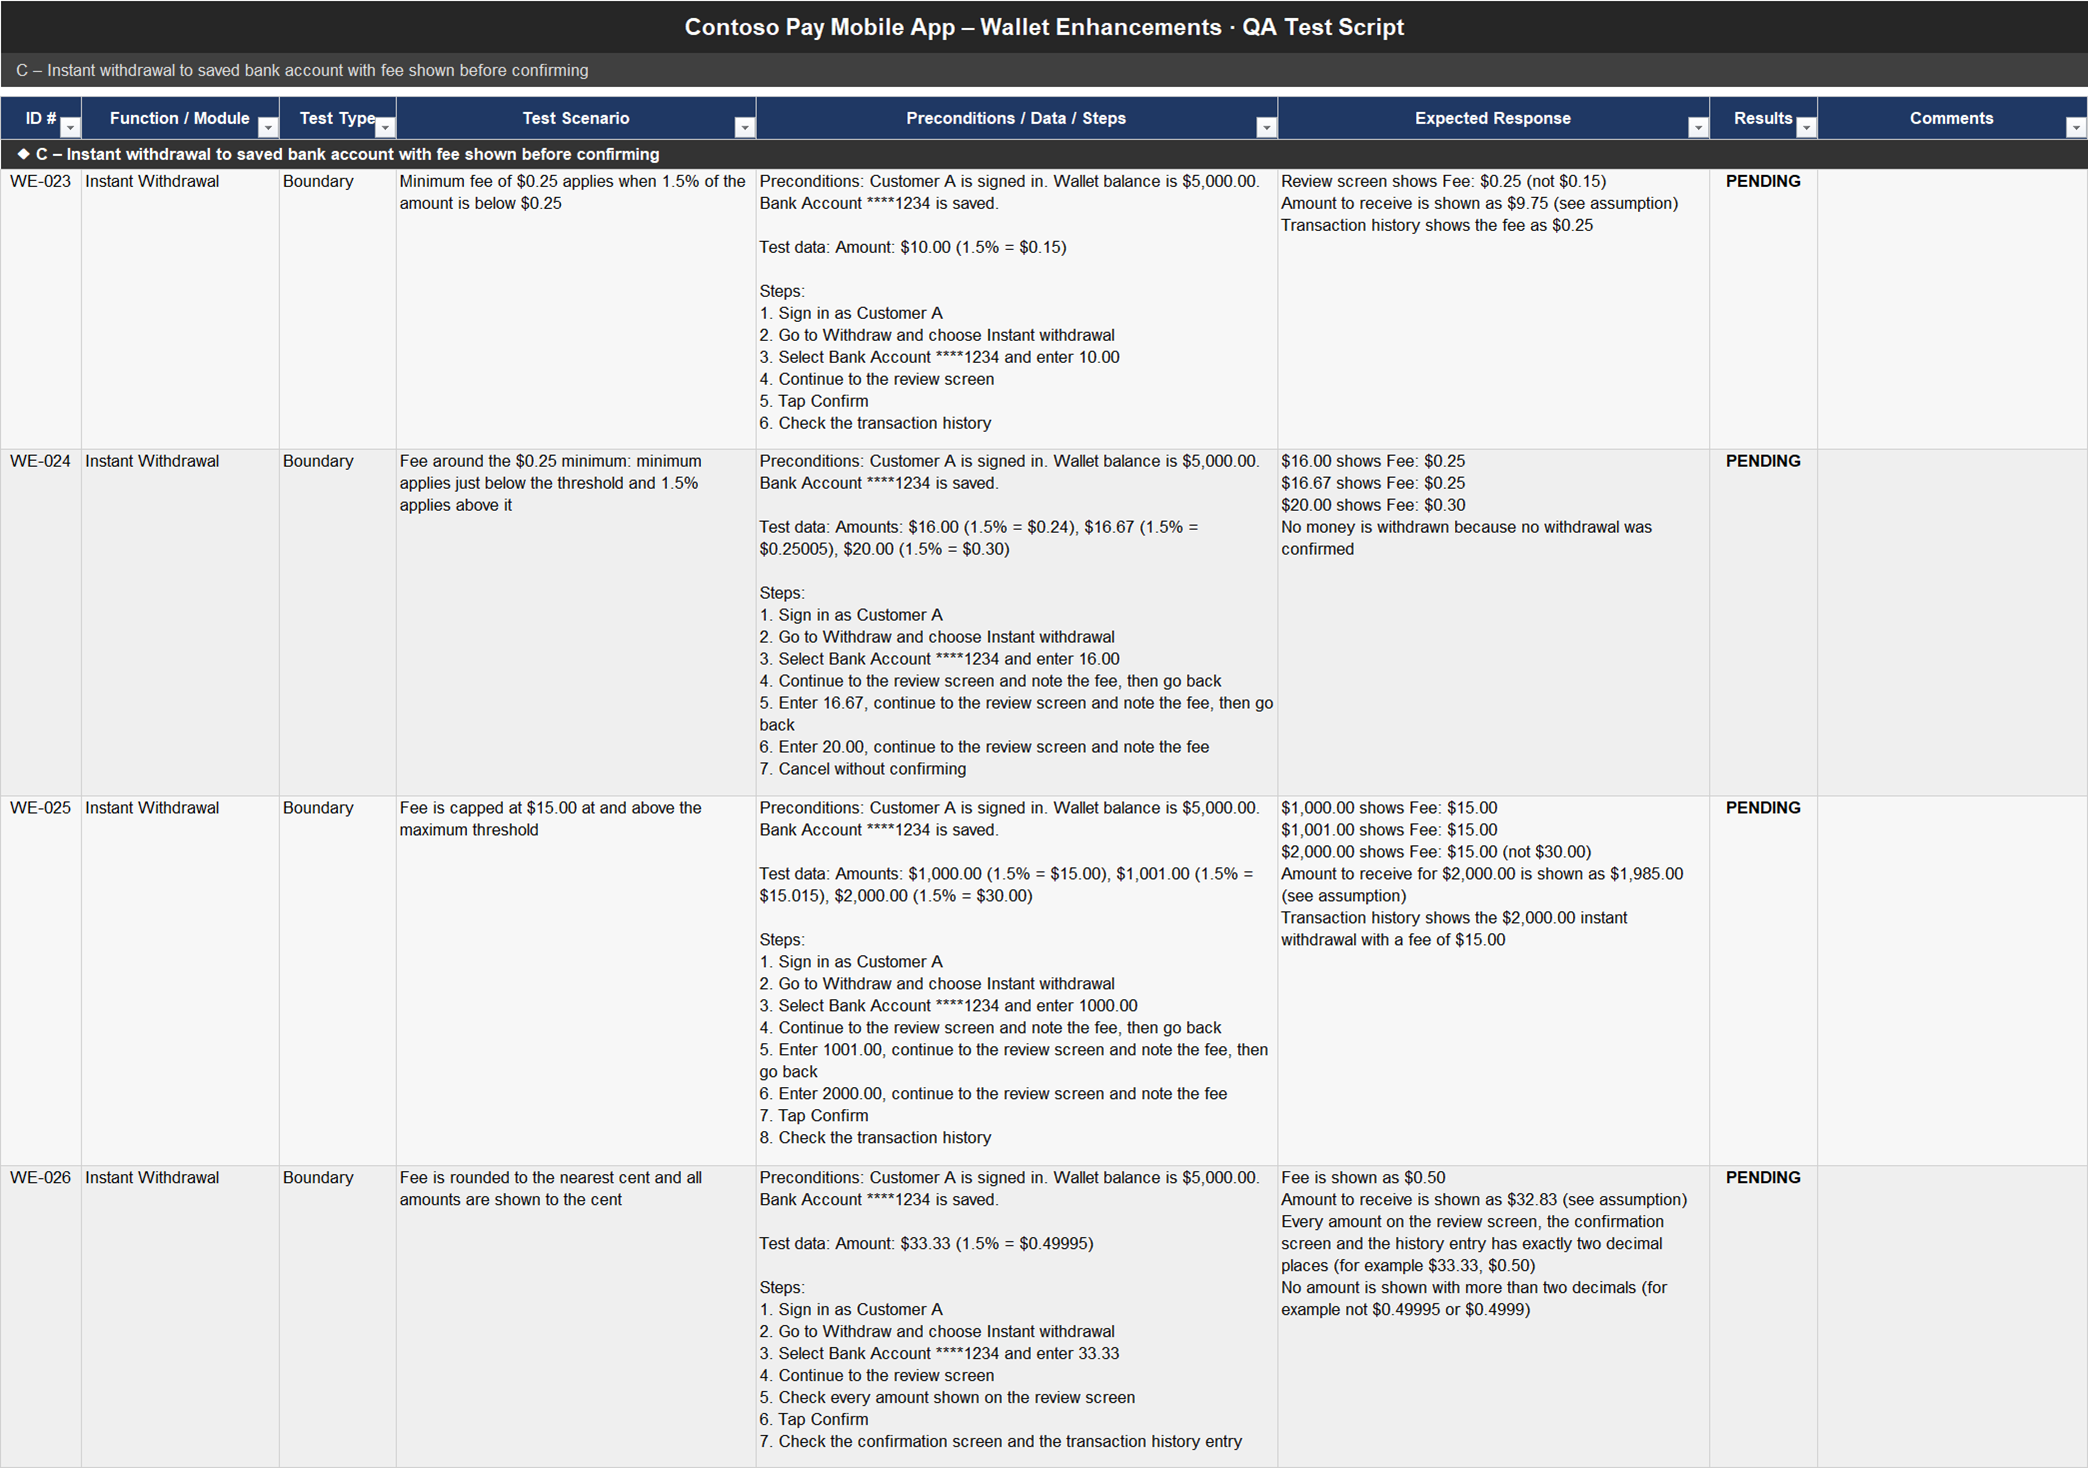 Contoso Pay Mobile App – Wallet Enhancements · QA Test Script
C – Instant withdrawal to saved bank account with fee shown before confirming
ID #
Function / Module
Test Type
Test Scenario
Preconditions / Data / Steps
Expected Response
Results
Comments
❖ C – Instant withdrawal to saved bank account with fee shown before confirming
WE-023
Instant Withdrawal
Boundary
Minimum fee of $0.25 applies when 1.5% of the
amount is below $0.25
Preconditions: Customer A is signed in. Wallet balance is $5,000.00.
Bank Account ****1234 is saved.
Test data: Amount: $10.00 (1.5% = $0.15)
Steps:
1. Sign in as Customer A
2. Go to Withdraw and choose Instant withdrawal
3. Select Bank Account ****1234 and enter 10.00
4. Continue to the review screen
5. Tap Confirm
6. Check the transaction history
Review screen shows Fee: $0.25 (not $0.15)
Amount to receive is shown as $9.75 (see assumption)
Transaction history shows the fee as $0.25
PENDING
WE-024
Instant Withdrawal
Boundary
Fee around the $0.25 minimum: minimum
applies just below the threshold and 1.5%
applies above it
Preconditions: Customer A is signed in. Wallet balance is $5,000.00.
Bank Account ****1234 is saved.
Test data: Amounts: $16.00 (1.5% = $0.24), $16.67 (1.5% =
$0.25005), $20.00 (1.5% = $0.30)
Steps:
1. Sign in as Customer A
2. Go to Withdraw and choose Instant withdrawal
3. Select Bank Account ****1234 and enter 16.00
4. Continue to the review screen and note the fee, then go back
5. Enter 16.67, continue to the review screen and note the fee, then go
back
6. Enter 20.00, continue to the review screen and note the fee
7. Cancel without confirming
$16.00 shows Fee: $0.25
$16.67 shows Fee: $0.25
$20.00 shows Fee: $0.30
No money is withdrawn because no withdrawal was
confirmed
PENDING
WE-025
Instant Withdrawal
Boundary
Fee is capped at $15.00 at and above the
maximum threshold
Preconditions: Customer A is signed in. Wallet balance is $5,000.00.
Bank Account ****1234 is saved.
Test data: Amounts: $1,000.00 (1.5% = $15.00), $1,001.00 (1.5% =
$15.015), $2,000.00 (1.5% = $30.00)
Steps:
1. Sign in as Customer A
2. Go to Withdraw and choose Instant withdrawal
3. Select Bank Account ****1234 and enter 1000.00
4. Continue to the review screen and note the fee, then go back
5. Enter 1001.00, continue to the review screen and note the fee, then
go back
6. Enter 2000.00, continue to the review screen and note the fee
7. Tap Confirm
8. Check the transaction history
$1,000.00 shows Fee: $15.00
$1,001.00 shows Fee: $15.00
$2,000.00 shows Fee: $15.00 (not $30.00)
Amount to receive for $2,000.00 is shown as $1,985.00
(see assumption)
Transaction history shows the $2,000.00 instant
withdrawal with a fee of $15.00
PENDING
WE-026
Instant Withdrawal
Boundary
Fee is rounded to the nearest cent and all
amounts are shown to the cent
Preconditions: Customer A is signed in. Wallet balance is $5,000.00.
Bank Account ****1234 is saved.
Test data: Amount: $33.33 (1.5% = $0.49995)
Steps:
1. Sign in as Customer A
2. Go to Withdraw and choose Instant withdrawal
3. Select Bank Account ****1234 and enter 33.33
4. Continue to the review screen
5. Check every amount shown on the review screen
6. Tap Confirm
7. Check the confirmation screen and the transaction history entry
Fee is shown as $0.50
Amount to receive is shown as $32.83 (see assumption)
Every amount on the review screen, the confirmation
screen and the history entry has exactly two decimal
places (for example $33.33, $0.50)
No amount is shown with more than two decimals (for
example not $0.49995 or $0.4999)
PENDING